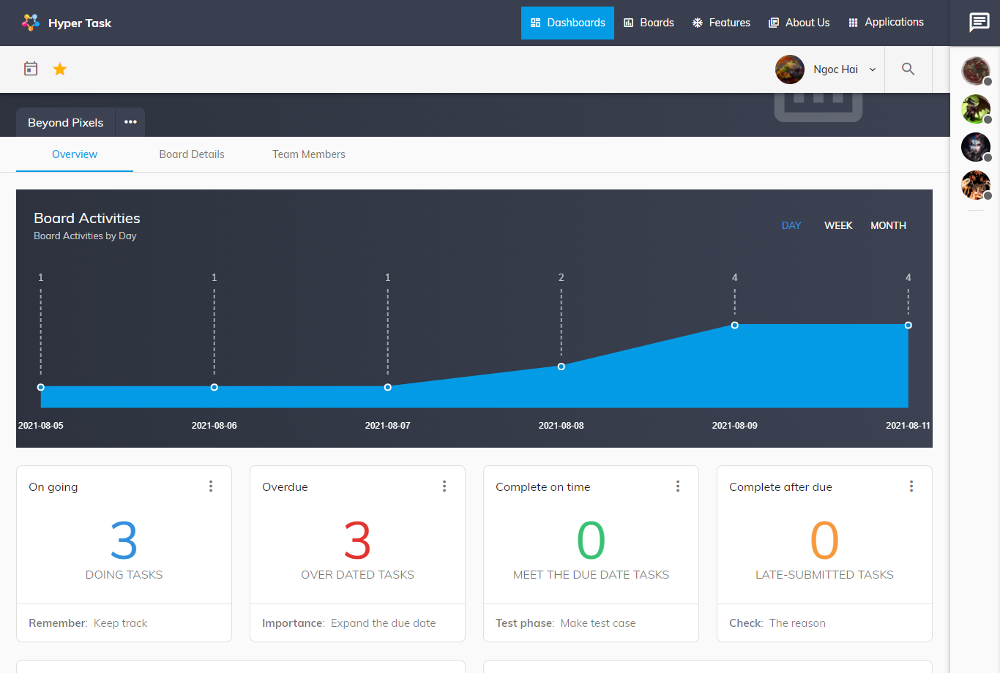 Hyper Task
Dashboards
Boards
Features
About Us
Applications
Ngoc Hai
Beyond Pixels
Overview
Board Details
Team Members
Board Activities
Board Activities by Day
DAY
WEEK
MONTH
1
1
1
2
4
4
2021-08-05
2021-08-06
2021-08-07
2021-08-08
2021-08-09
2021-08-11
On going
3
DOING TASKS
Remember: Keep track
Overdue
3
OVER DATED TASKS
Importance: Expand the due date
Complete on time
0
MEET THE DUE DATE TASKS
Test phase: Make test case
Complete after due
0
LATE-SUBMITTED TASKS
Check: The reason